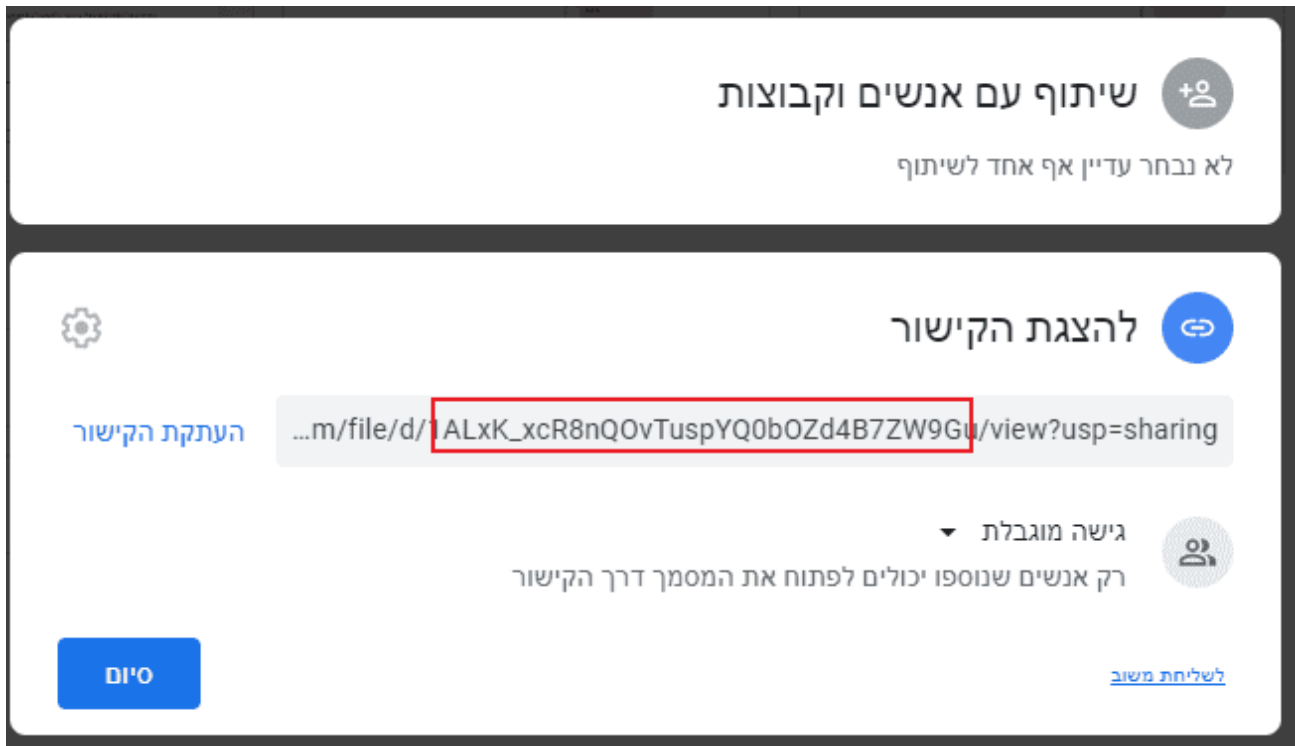 שיתוף עם אנשים וקבוצות
לא נבחר עדיין אף אחד לשיתוף
להצגת הקישור
...m/file/d/1ALxK_xcR8nQOvTuspYQ0bOZd4B7ZW9Gu/view?usp=sharing
העתקת הקישור
גישה מוגבלת
רק אנשים שנוספו יכולים לפתוח את המסמך דרך הקישור
לשליחת משוב
סיום